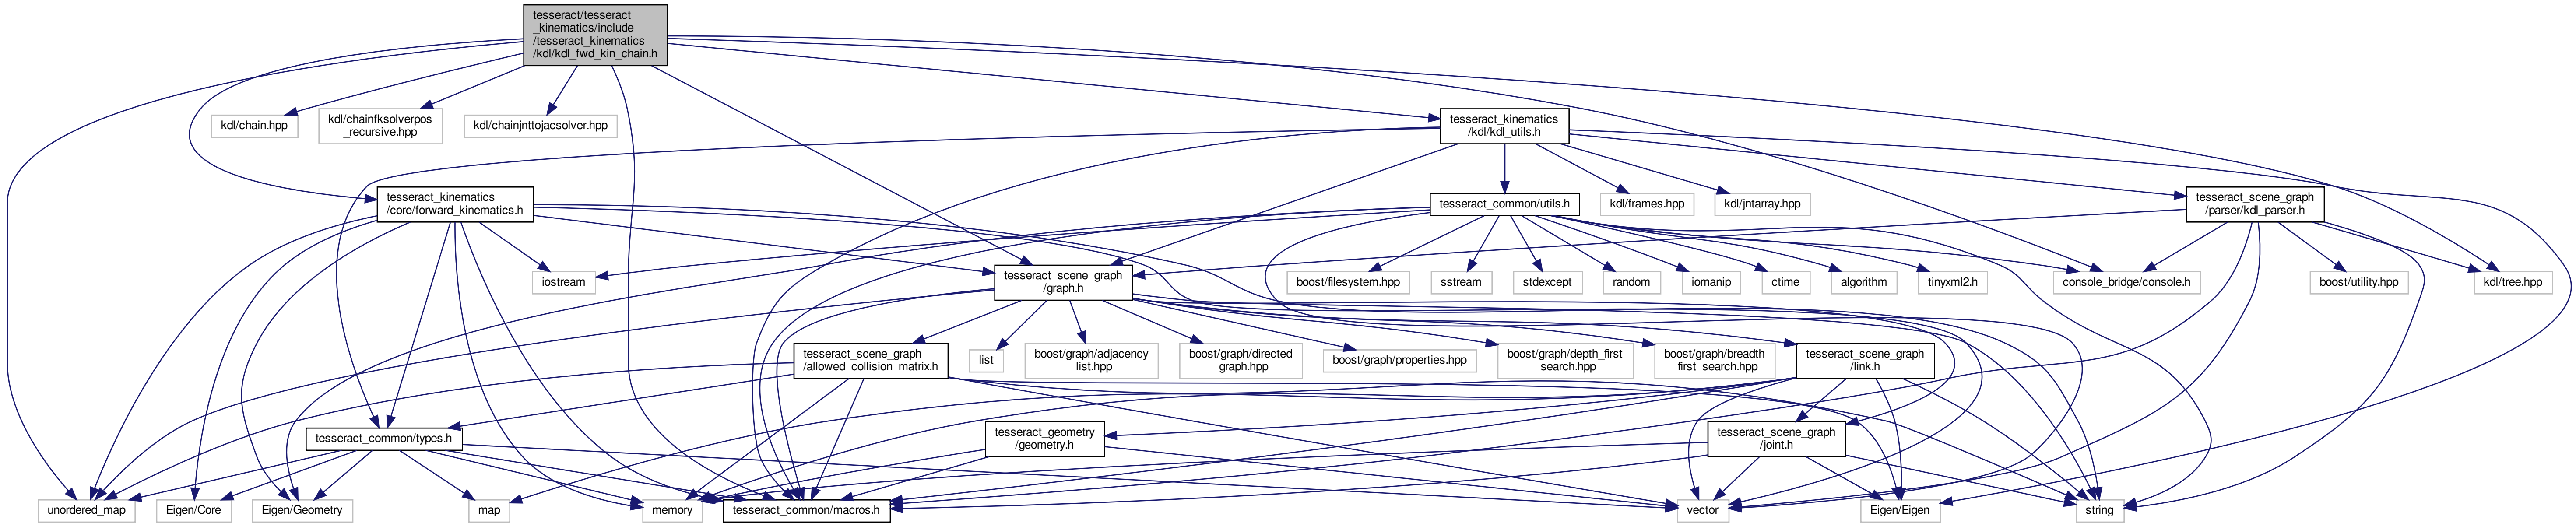 tesseract/tesseract
_kinematics/include
/tesseract_kinematics
/kdl/kdl_fwd_kin_chain.h
kdl/chain.hpp
kdl/chainfksolverpos
_recursive.hpp
kdl/chainjnttojacsolver.hpp
tesseract_kinematics
/kdl/kdl_utils.h
tesseract_kinematics
/core/forward_kinematics.h
tesseract_common/utils.h
kdl/frames.hpp
kdl/jntarray.hpp
tesseract_scene_graph
/parser/kdl_parser.h
iostream
tesseract_scene_graph
/graph.h
boost/filesystem.hpp
sstream
stdexcept
random
iomanip
ctime
algorithm
tinyxml2.h
console_bridge/console.h
boost/utility.hpp
kdl/tree.hpp
tesseract_scene_graph
/allowed_collision_matrix.h
list
boost/graph/adjacency
_list.hpp
boost/graph/directed
_graph.hpp
boost/graph/properties.hpp
boost/graph/depth_first
_search.hpp
boost/graph/breadth
_first_search.hpp
tesseract_scene_graph
/link.h
tesseract_common/types.h
tesseract_geometry
/geometry.h
tesseract_scene_graph
/joint.h
unordered_map
Eigen/Core
Eigen/Geometry
map
memory
tesseract_common/macros.h
vector
Eigen/Eigen
string